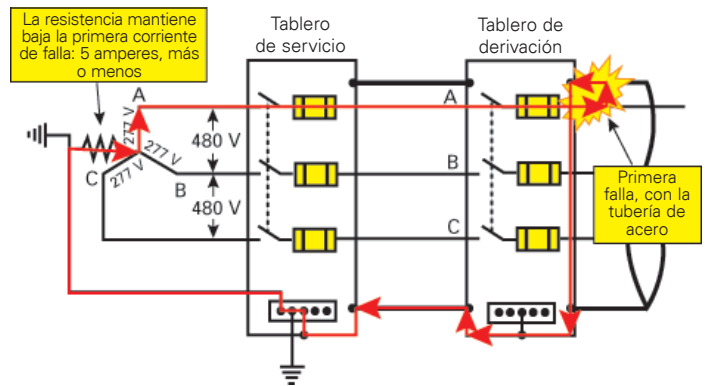 La resistencia mantiene
baja la primera corriente
de falla: 5 amperes, más
o menos
Tablero
de servicio
Tablero de
derivación
A
277 V
277 V
277 V
C
B
480 V
480 V
A
B
C
Primera
falla, con la
tubería de
acero